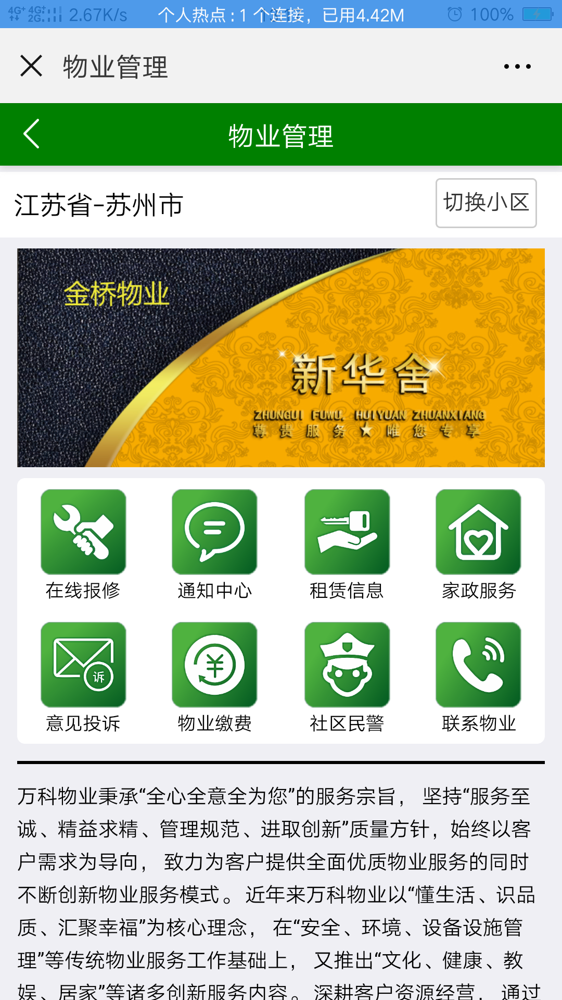 4G+ 4G+ 2G 2.67K/s 个人热点：1 个连接，已用4.42M 100%
物业管理
物业管理
江苏省-苏州市 切换小区
金桥物业
新华舍
ZHUNGUI FUMU, HUIYUAN ZHUANXIANG
尊贵服务★唯您专享
在线报修 通知中心 租赁信息 家政服务
诉
意见投诉 物业缴费 社区民警 联系物业
万科物业秉承“全心全意全为您”的服务宗旨， 坚持“服务至
诚、精益求精、管理规范、进取创新”质量方针，始终以客
户需求为导向， 致力为客户提供全面优质物业服务的同时
不断创新物业服务模式。近年来万科物业以“懂生活、识品
质、汇聚幸福”为核心理念， 在“安全、环境、设备设施管
理”等传统物业服务工作基础上， 又推出“文化、健康、教
娱、居家”等诸多创新服务内容。深耕客户资源经营， 通过